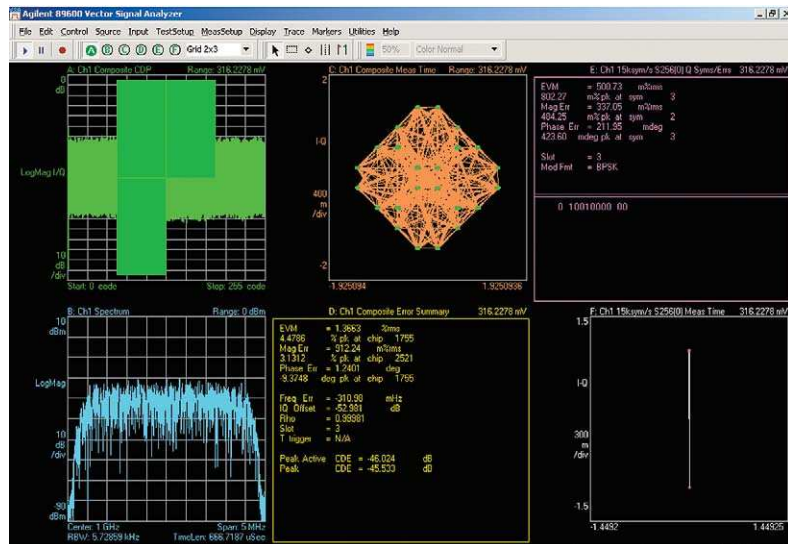 Agilent 89600 Vector Signal Analyzer
File Edit Control Source Input TestSetup MeasSetup Display Trace Markers Utilities Help
A B C D E F Grid 2x3 50% Color Normal
A: Ch1 Composite CDP Range: 316.2278 mV
0
dB
LogMag I/Q
10
dB
/div
Start: 0 code Stop: 255 code
C: Ch1 Composite Meas Time Range: 316.2278 mV
2
I-Q
400
m
/div
-2
-1.925094 1.9250936
E: Ch1 15ksym/s S256[0] Q Syms/Errs 316.2278 mV
EVM = 500.73 m%rms
802.27 m% pk at sym 3
Mag Err = 337.05 m%rms
484.25 m% pk at sym 2
Phase Err = 211.95 mdeg
423.60 mdeg pk at sym 3
Slot = 3
Mod Fmt = BPSK
0 10010000 00
B: Ch1 Spectrum Range: 0 dBm
10
dBm
LogMag
10
dB
/div
-90
dBm
Center: 1 GHz Span: 5 MHz
RBW: 5.72859 kHz TimeLen: 666.7187 uSec
D: Ch1 Composite Error Summary 316.2278 mV
EVM = 1.3663 %rms
4.4786 % pk at chip 1755
Mag Err = 912.24 m%rms
3.1312 % pk at chip 2521
Phase Err = 1.2401 deg
-9.3748 deg pk at chip 1755
Freq Err = -310.98 mHz
IQ Offset = -52.981 dB
Rho = 0.99981
Slot = 3
T trigger = N/A
Peak Active CDE = -46.024 dB
Peak CDE = -45.533 dB
F: Ch1 15ksym/s S256[0] Meas Time 316.2278 mV
1.5
I-Q
300
m
/div
-1.5
-1.4492 1.44925